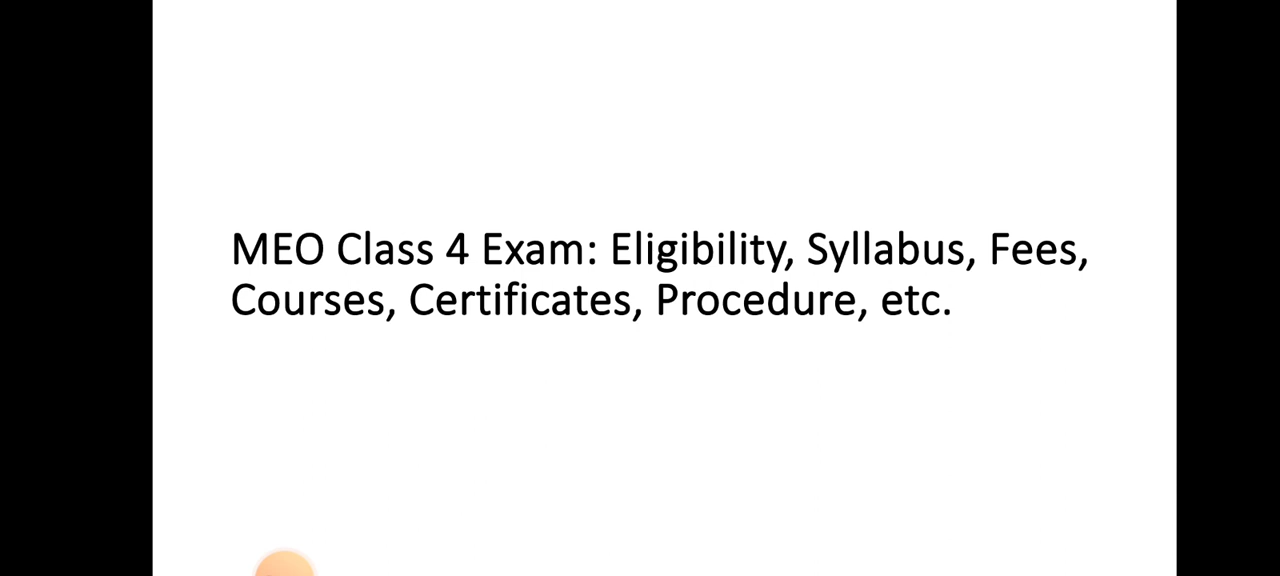 MEO Class 4 Exam: Eligibility, Syllabus, Fees,
Courses, Certificates, Procedure, etc.